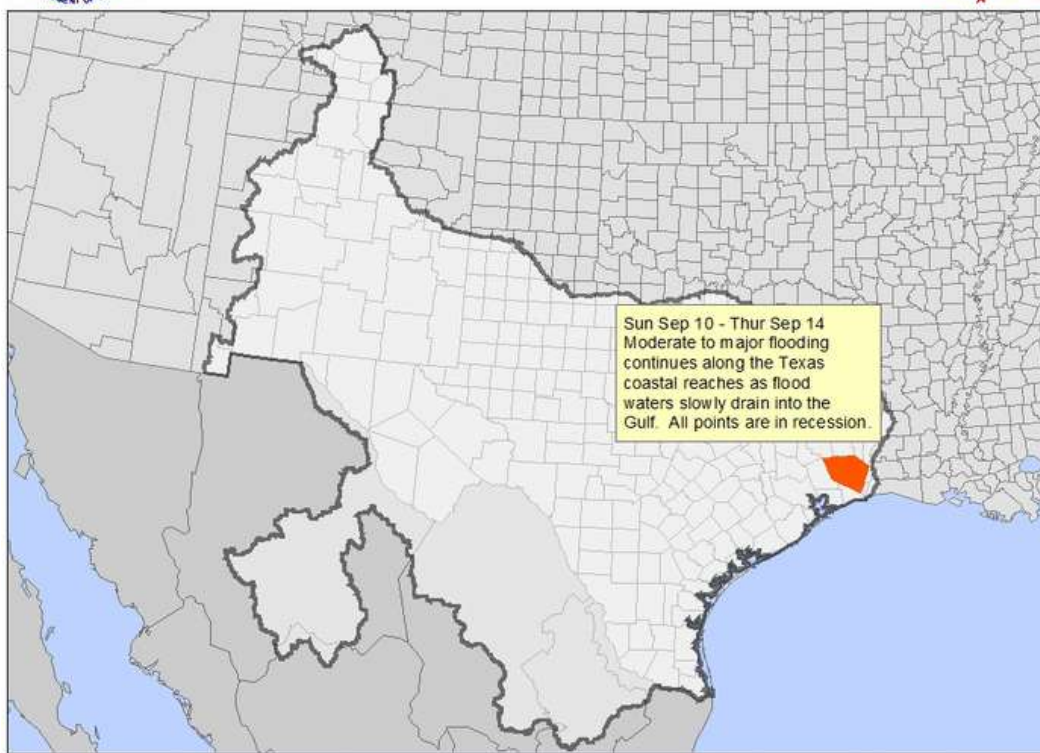 Sun Sep 10 - Thur Sep 14
Moderate to major flooding
continues along the Texas
coastal reaches as flood
waters slowly drain into the
Gulf. All points are in recession.